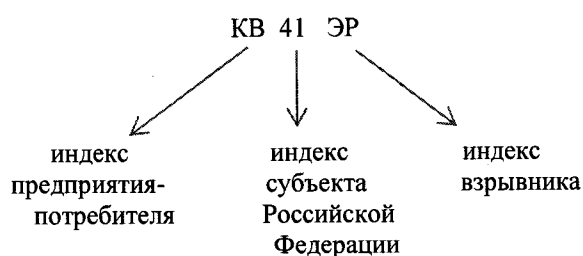 КВ 41 ЭР
индекс
предприятия-
потребителя
индекс
субъекта
Российской
Федерации
индекс
взрывника